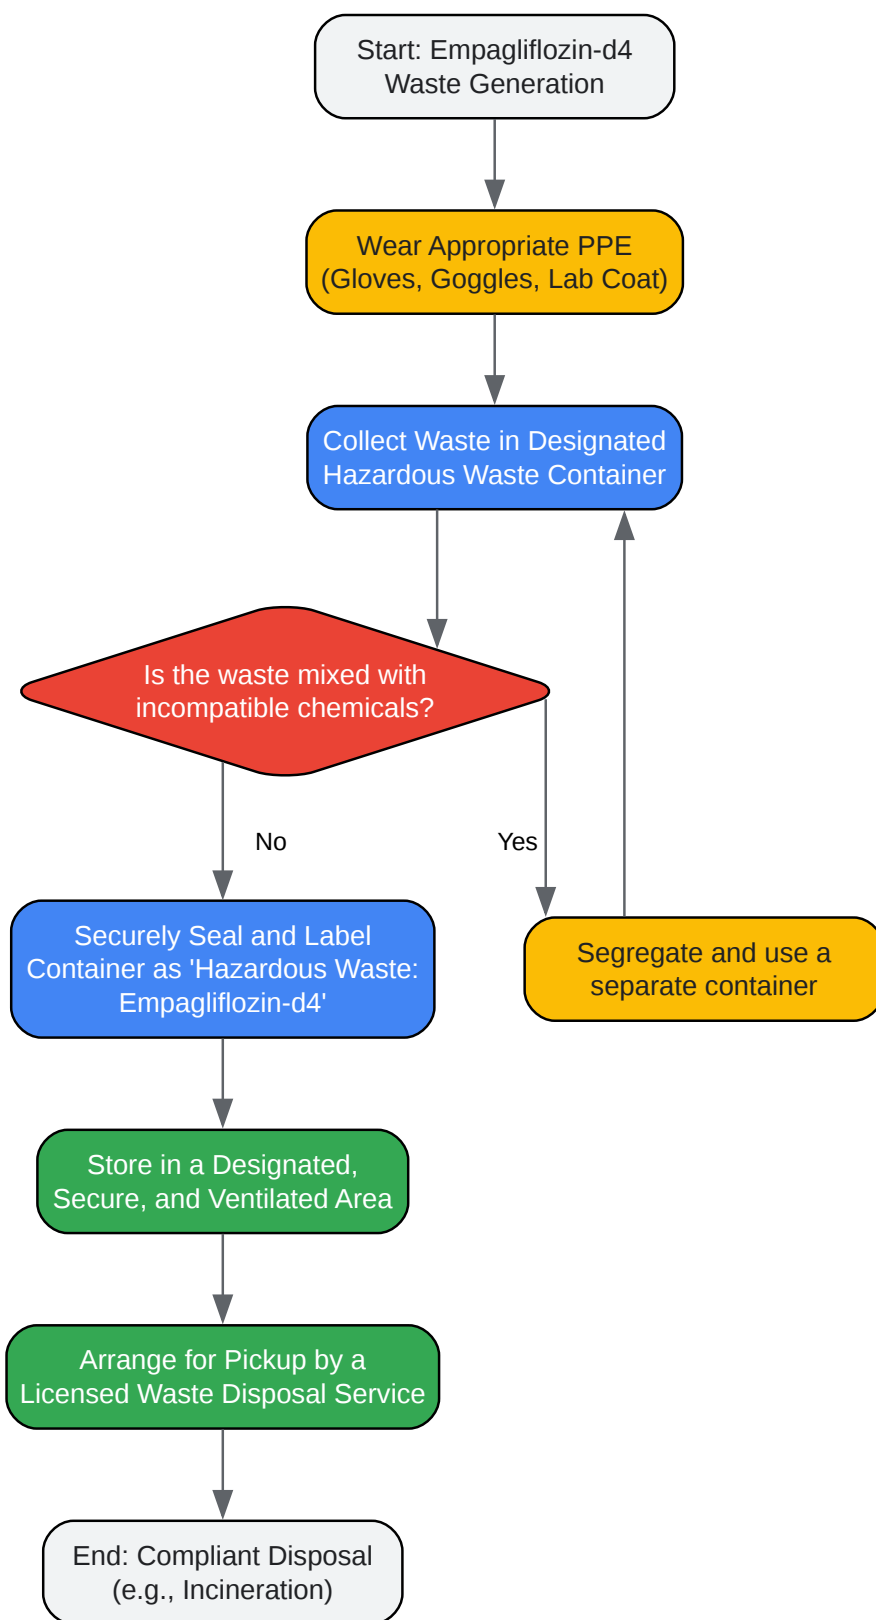 Start: Empagliflozin-d4
Waste Generation
Wear Appropriate PPE
(Gloves, Goggles, Lab Coat)
Collect Waste in Designated
Hazardous Waste Container
Is the waste mixed with
incompatible chemicals?
No
Yes
Securely Seal and Label
Container as 'Hazardous Waste:
Empagliflozin-d4'
Segregate and use a
separate container
Store in a Designated,
Secure, and Ventilated Area
Arrange for Pickup by a
Licensed Waste Disposal Service
End: Compliant Disposal
(e.g., Incineration)